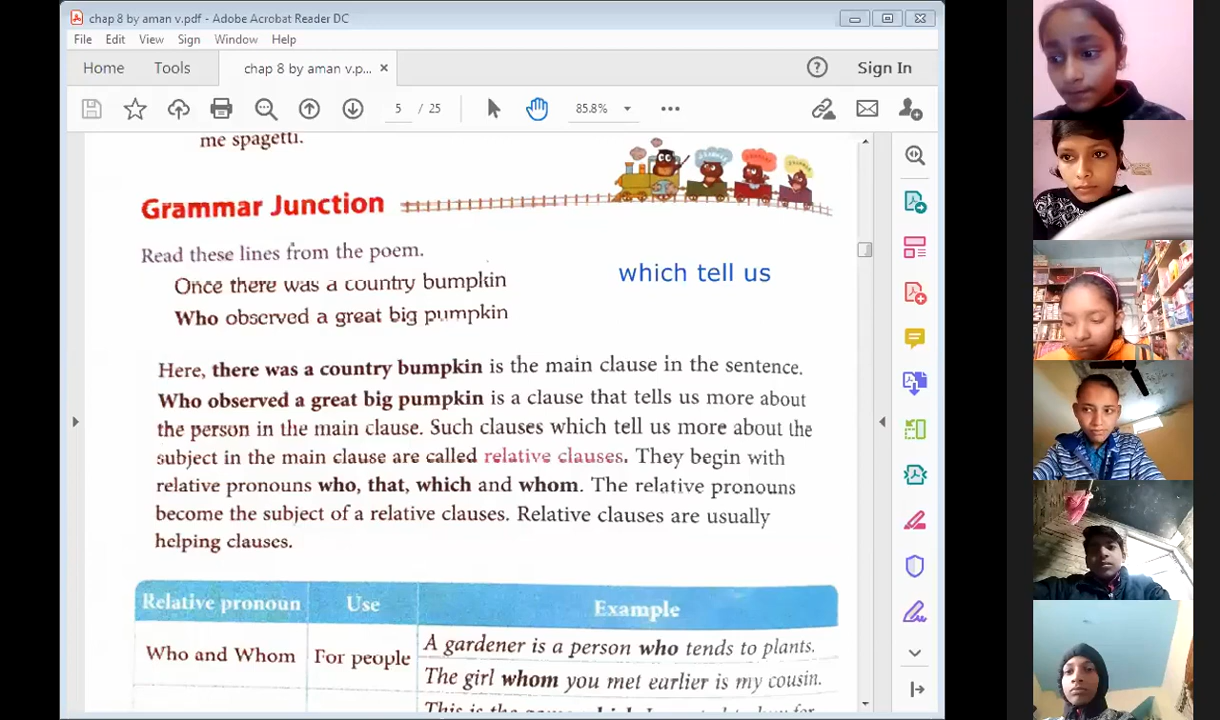 chap 8 by aman v.pdf - Adobe Acrobat Reader DC
File Edit View Sign Window Help
Home Tools chap 8 by aman v.p... × Sign In
5 / 25 85.8%
me spagetti.
Grammar Junction
Read these lines from the poem.
Once there was a country bumpkin
which tell us
Who observed a great big pumpkin
Here, there was a country bumpkin is the main clause in the sentence.
Who observed a great big pumpkin is a clause that tells us more about
the person in the main clause. Such clauses which tell us more about the
subject in the main clause are called relative clauses. They begin with
relative pronouns who, that, which and whom. The relative pronouns
become the subject of a relative clauses. Relative clauses are usually
helping clauses.
Relative pronoun Use Example
Who and Whom For people A gardener is a person who tends to plants.
The girl whom you met earlier is my cousin.